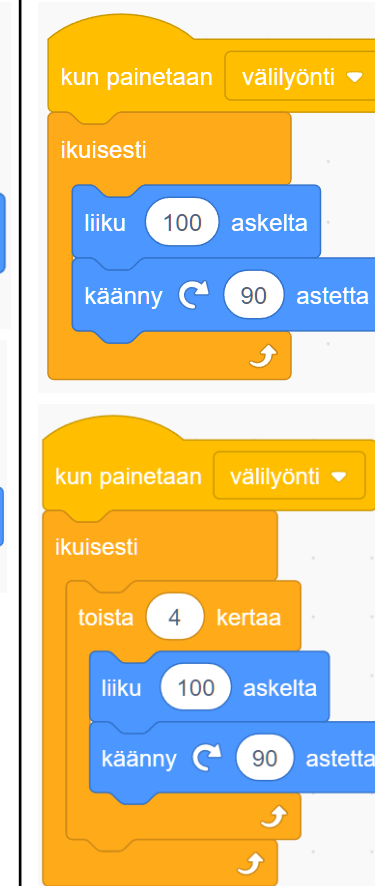 kun painetaan välilyönti
ikuisesti
liiku 100 askelta
käänny 90 astetta
kun painetaan välilyönti
ikuisesti
toista 4 kertaa
liiku 100 askelta
käänny 90 astetta